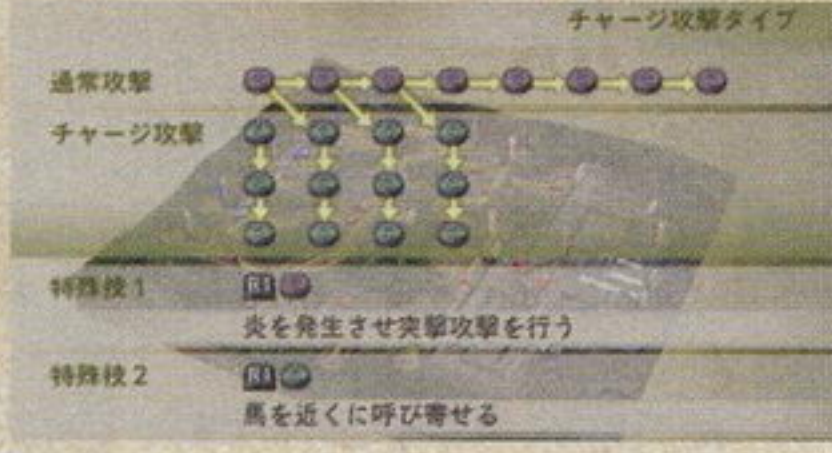 チャージ攻撃タイプ
通常攻撃
チャージ攻撃
特殊技1
R1
炎を発生させ突撃攻撃を行う
特殊技2
R1
馬を近くに呼び寄せる